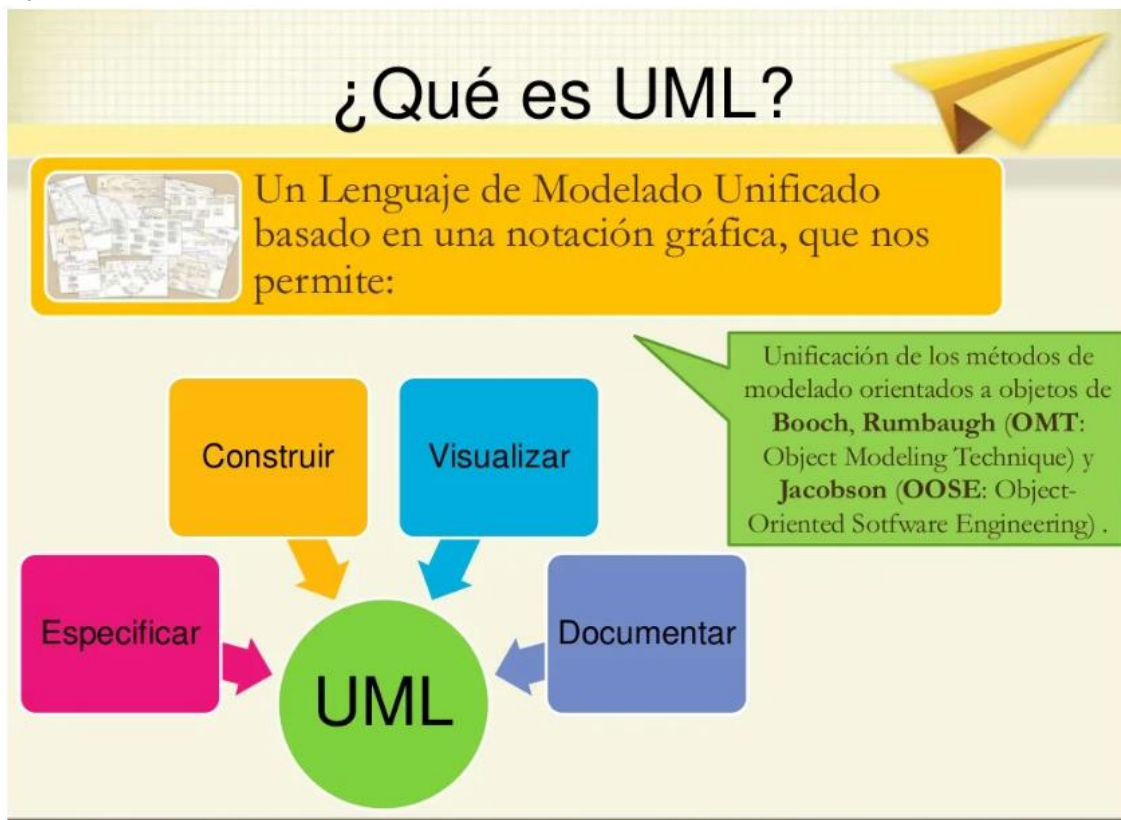 ¿Qué es UML?
Un Lenguaje de Modelado Unificado
basado en una notación gráfica, que nos
permite:
Unificación de los métodos de
modelado orientados a objetos de
Booch, Rumbaugh (OMT:
Object Modeling Technique) y
Jacobson (OOSE: Object-
Oriented Sotfware Engineering) .
Construir
Visualizar
Especificar
Documentar
UML